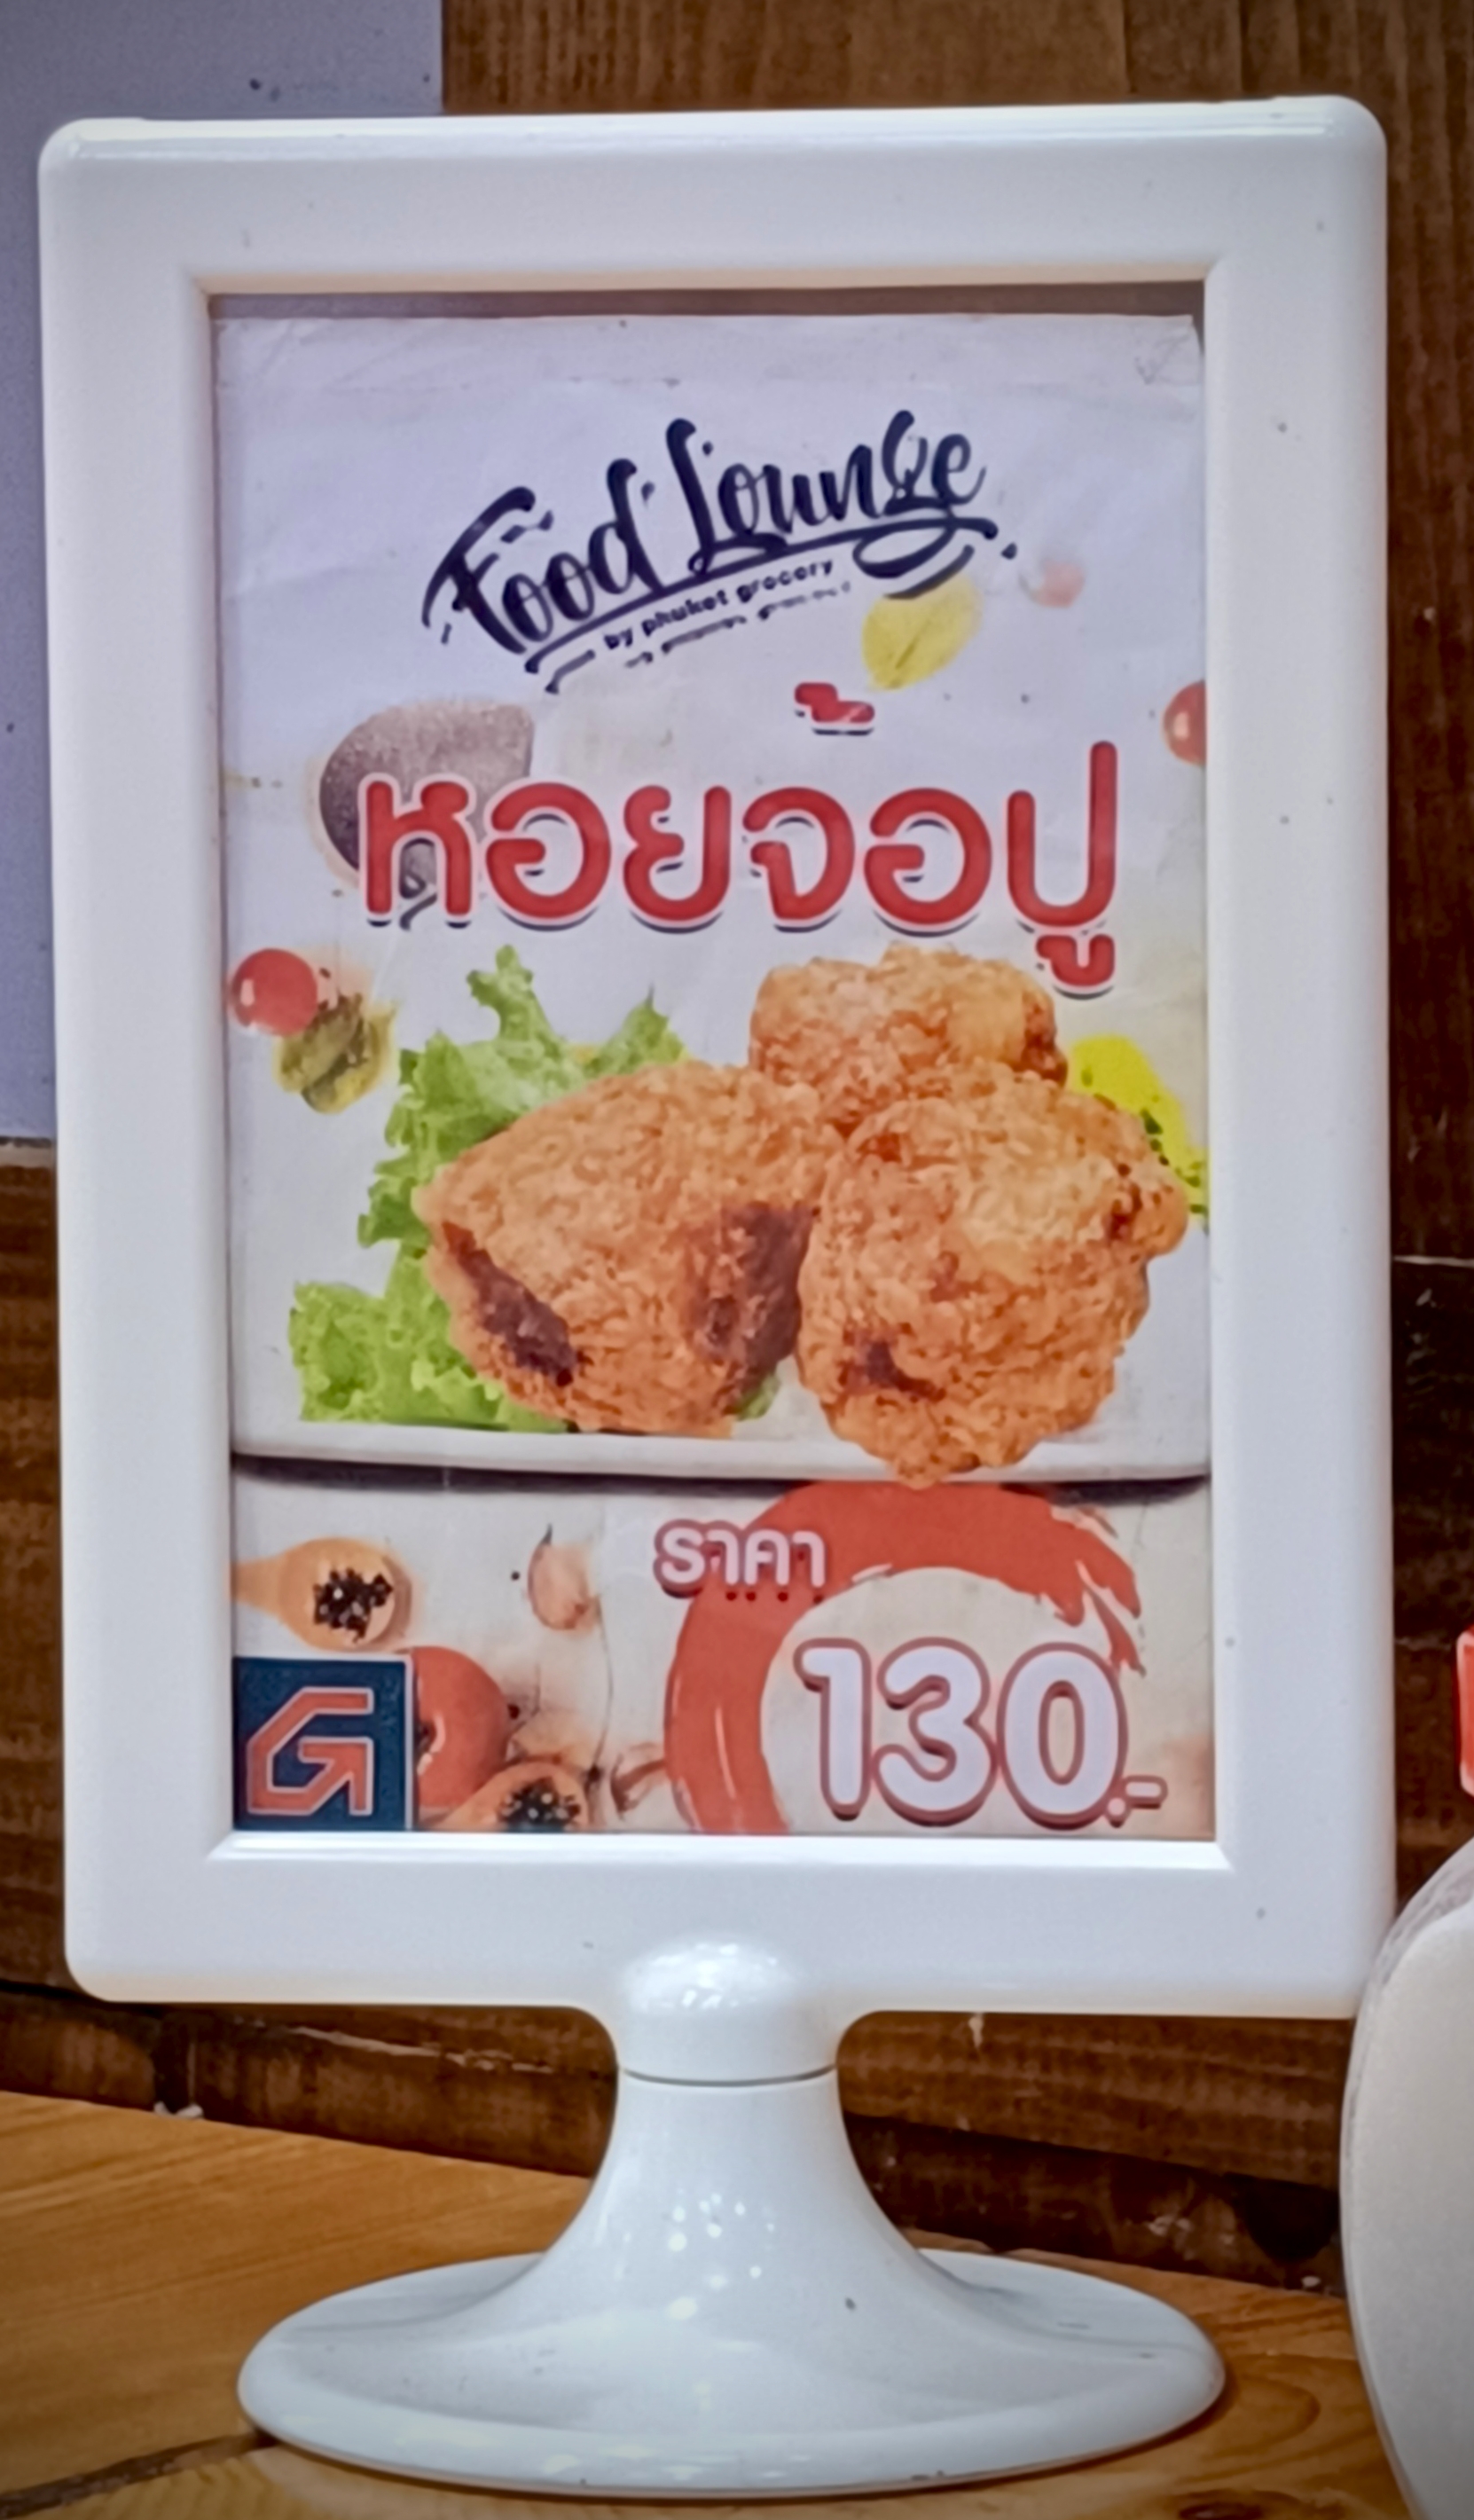 Food Lounge
by phuket grocery
หอยจ้อปู
ราคา
130.-
G